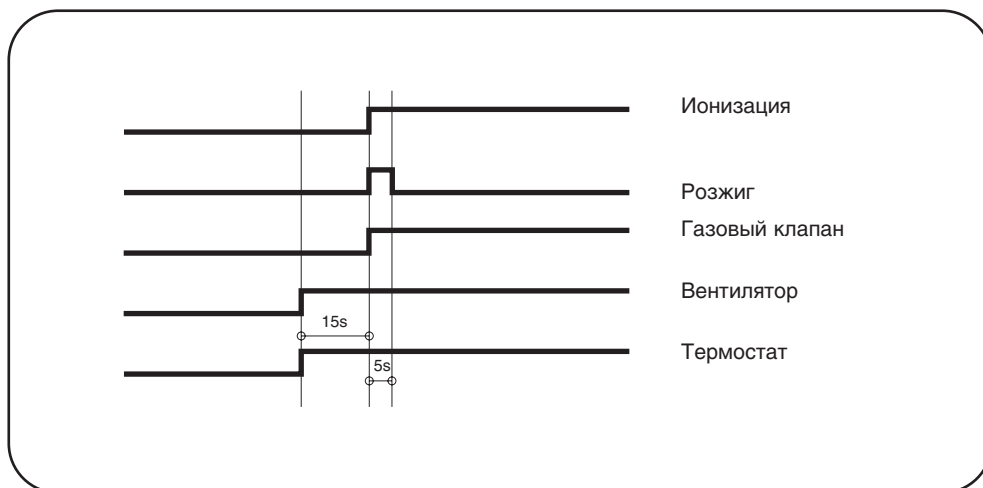 Ионизация
Розжиг
Газовый клапан
Вентилятор
15s
Термостат
5s